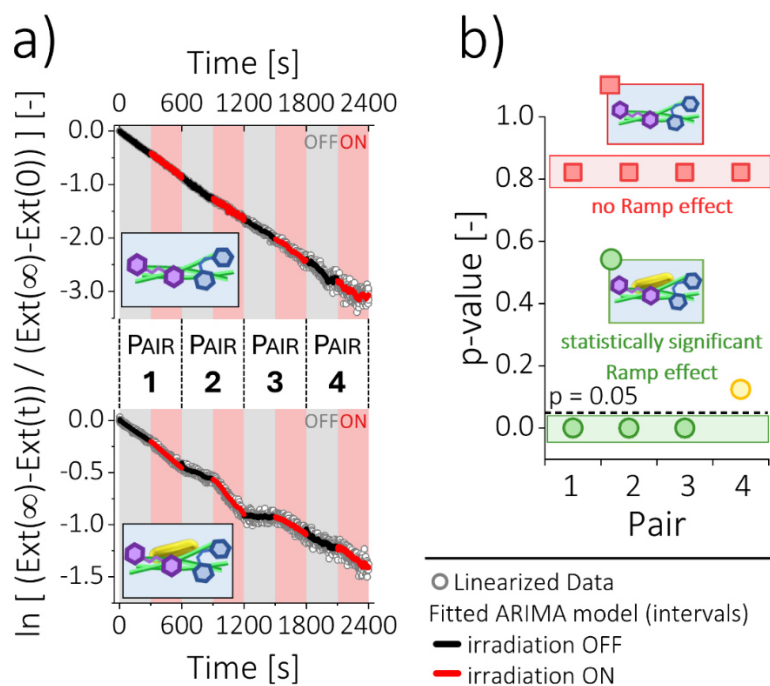 a)
Time [s]
0 600 1200 1800 2400
ln [ (Ext(∞)-Ext(t)) / (Ext(∞)-Ext(0)) ] [-]
0.0
-1.0
-2.0
-3.0
OFF ON
PAIR PAIR PAIR PAIR
1 2 3 4
0.0
-0.5
-1.0
-1.5
OFF ON
0 600 1200 1800 2400
Time [s]
b)
p-value [-]
1.0
0.8
0.6
0.4
0.2
0.0
no Ramp effect
statistically significant
Ramp effect
p = 0.05
1 2 3 4
Pair
Linearized Data
Fitted ARIMA model (intervals)
irradiation OFF
irradiation ON